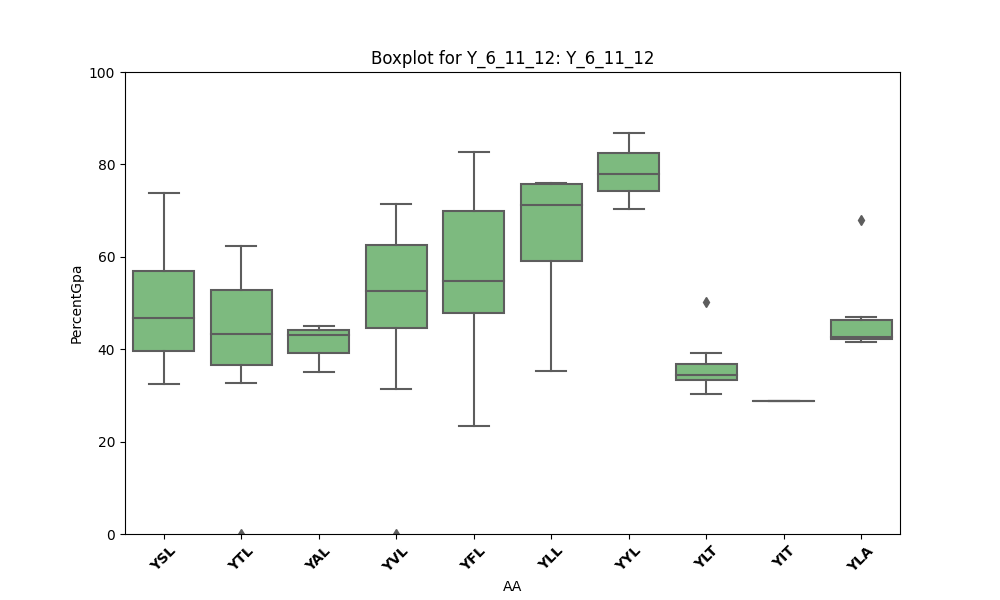 Boxplot for Y_6_11_12: Y_6_11_12
100
80
60
40
20
0
PercentGpa
YSL YTL YAL YVL YFL YLL YYL YLT YIT YLA
AA